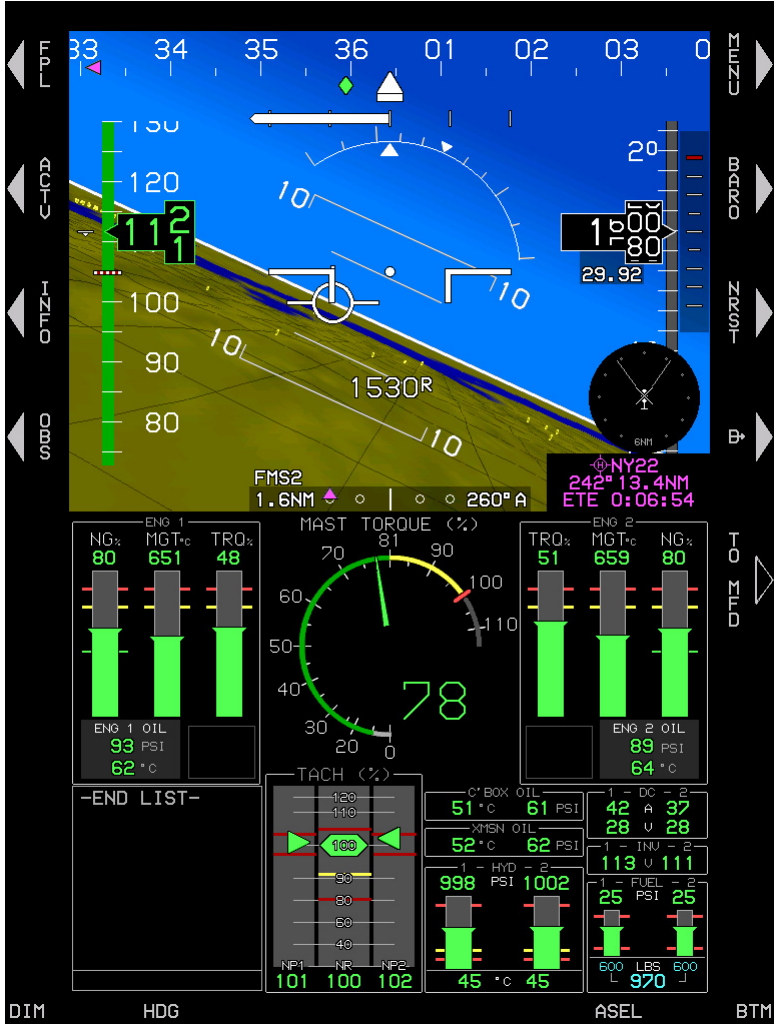 33 34 35 36 01 02 03 0
FPL
MENU
130
120
112
1
100
90
80
20
1
00
80
29.92
10
10
10
10
1530R
6NM
ACTV
INFO
OBS
BARO
NRST
D
FMS2
1.6NM 260° A
H NY22
242° 13.4NM
ETE 0:06:54
TO MFD
ENG 1
NG% MGT°C TRQ%
80 651 48
ENG 1 OIL
93 PSI
62 °C
MAST TORQUE (%)
81
70 90
60 100
50 110
40
30
20 0
78
ENG 2
TRQ% MGT°C NG%
51 659 80
ENG 2 OIL
89 PSI
64 °C
-END LIST-
TACH (%)
120
110
100
90
80
60
40
NP1 NR NP2
101 100 102
C'BOX OIL
51 °C 61 PSI
XMSN OIL
52 °C 62 PSI
1 - HYD - 2
998 PSI 1002
45 °C 45
1 - DC - 2
42 A 37
28 V 28
1 - INV - 2
113 V 111
1 - FUEL - 2
25 PSI 25
600 LBS 600
970
DIM HDG ASEL BTM